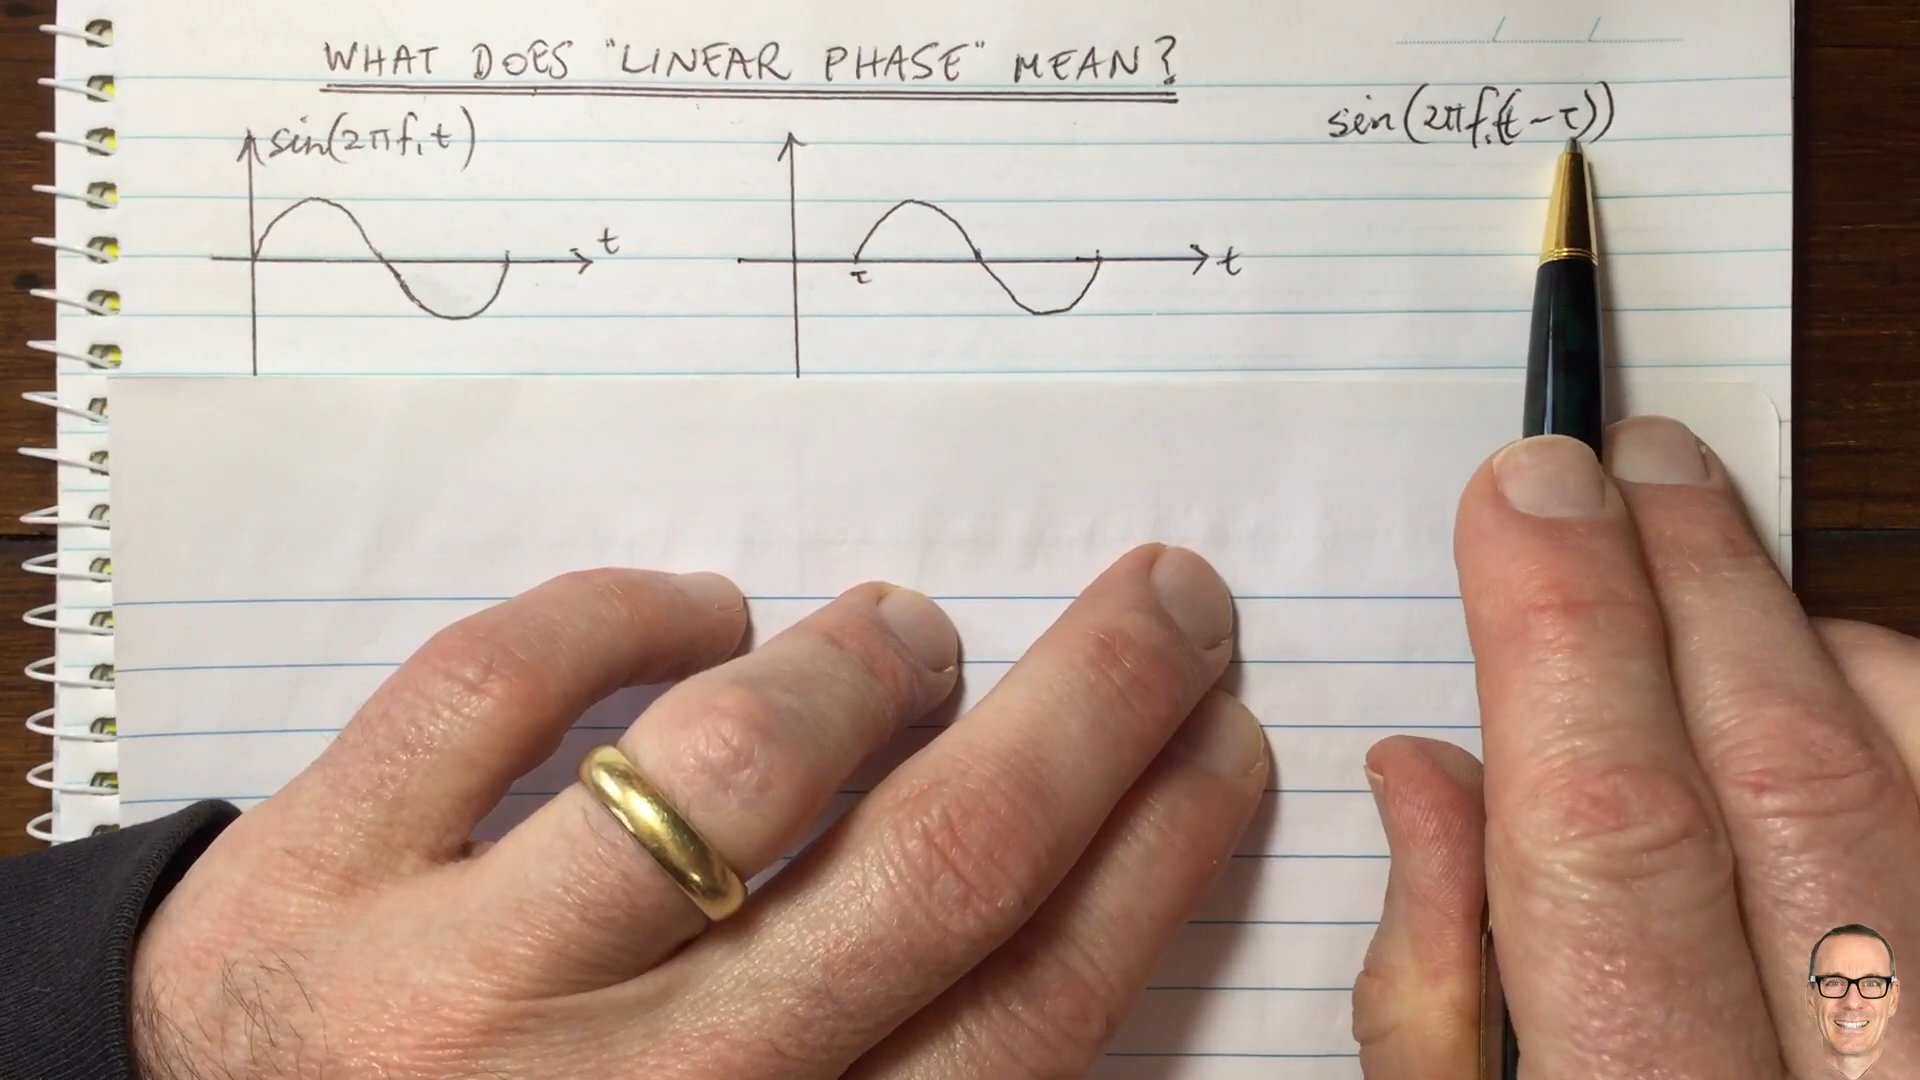 WHAT DOES "LINEAR PHASE" MEAN?
sin(2πf₁t)
sin(2πf₁(t-τ))
t
τ
t